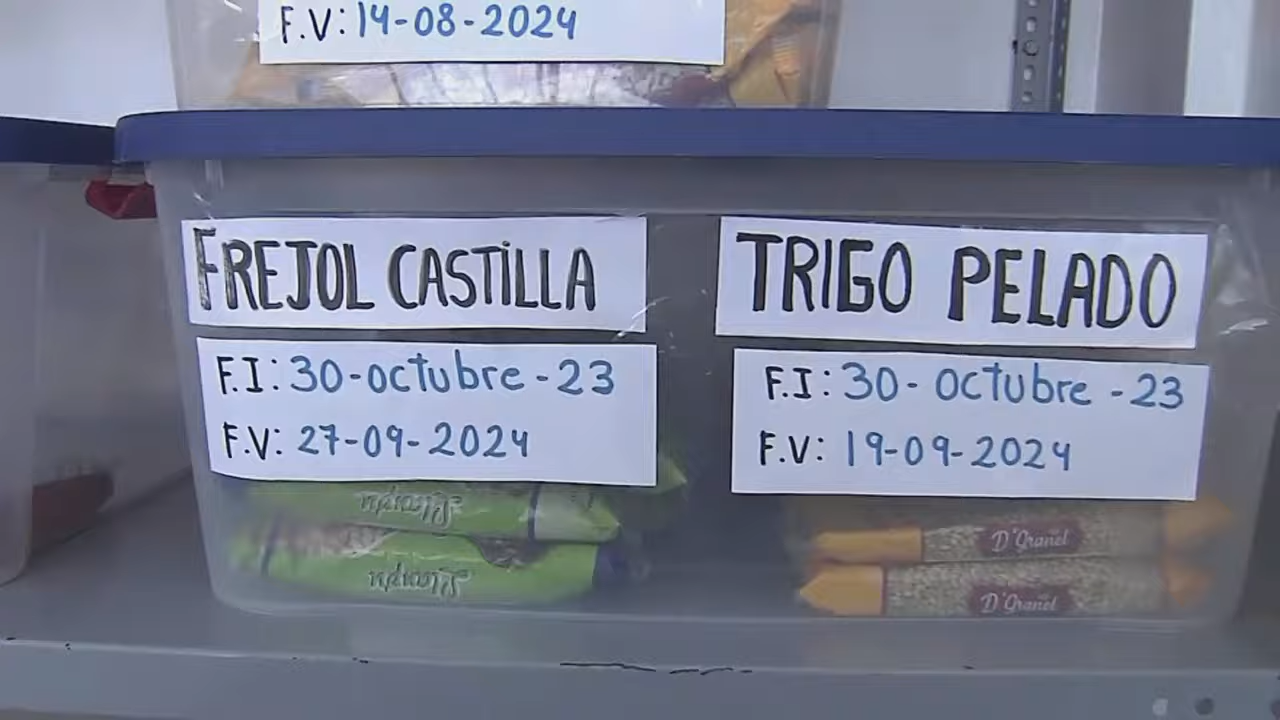 F.V: 14-08-2024
FREJOL CASTILLA
F.I: 30-octubre-23
F.V: 27-09-2024
TRIGO PELADO
F.I: 30-octubre-23
F.V: 19-09-2024
D'Granel
D'Granel